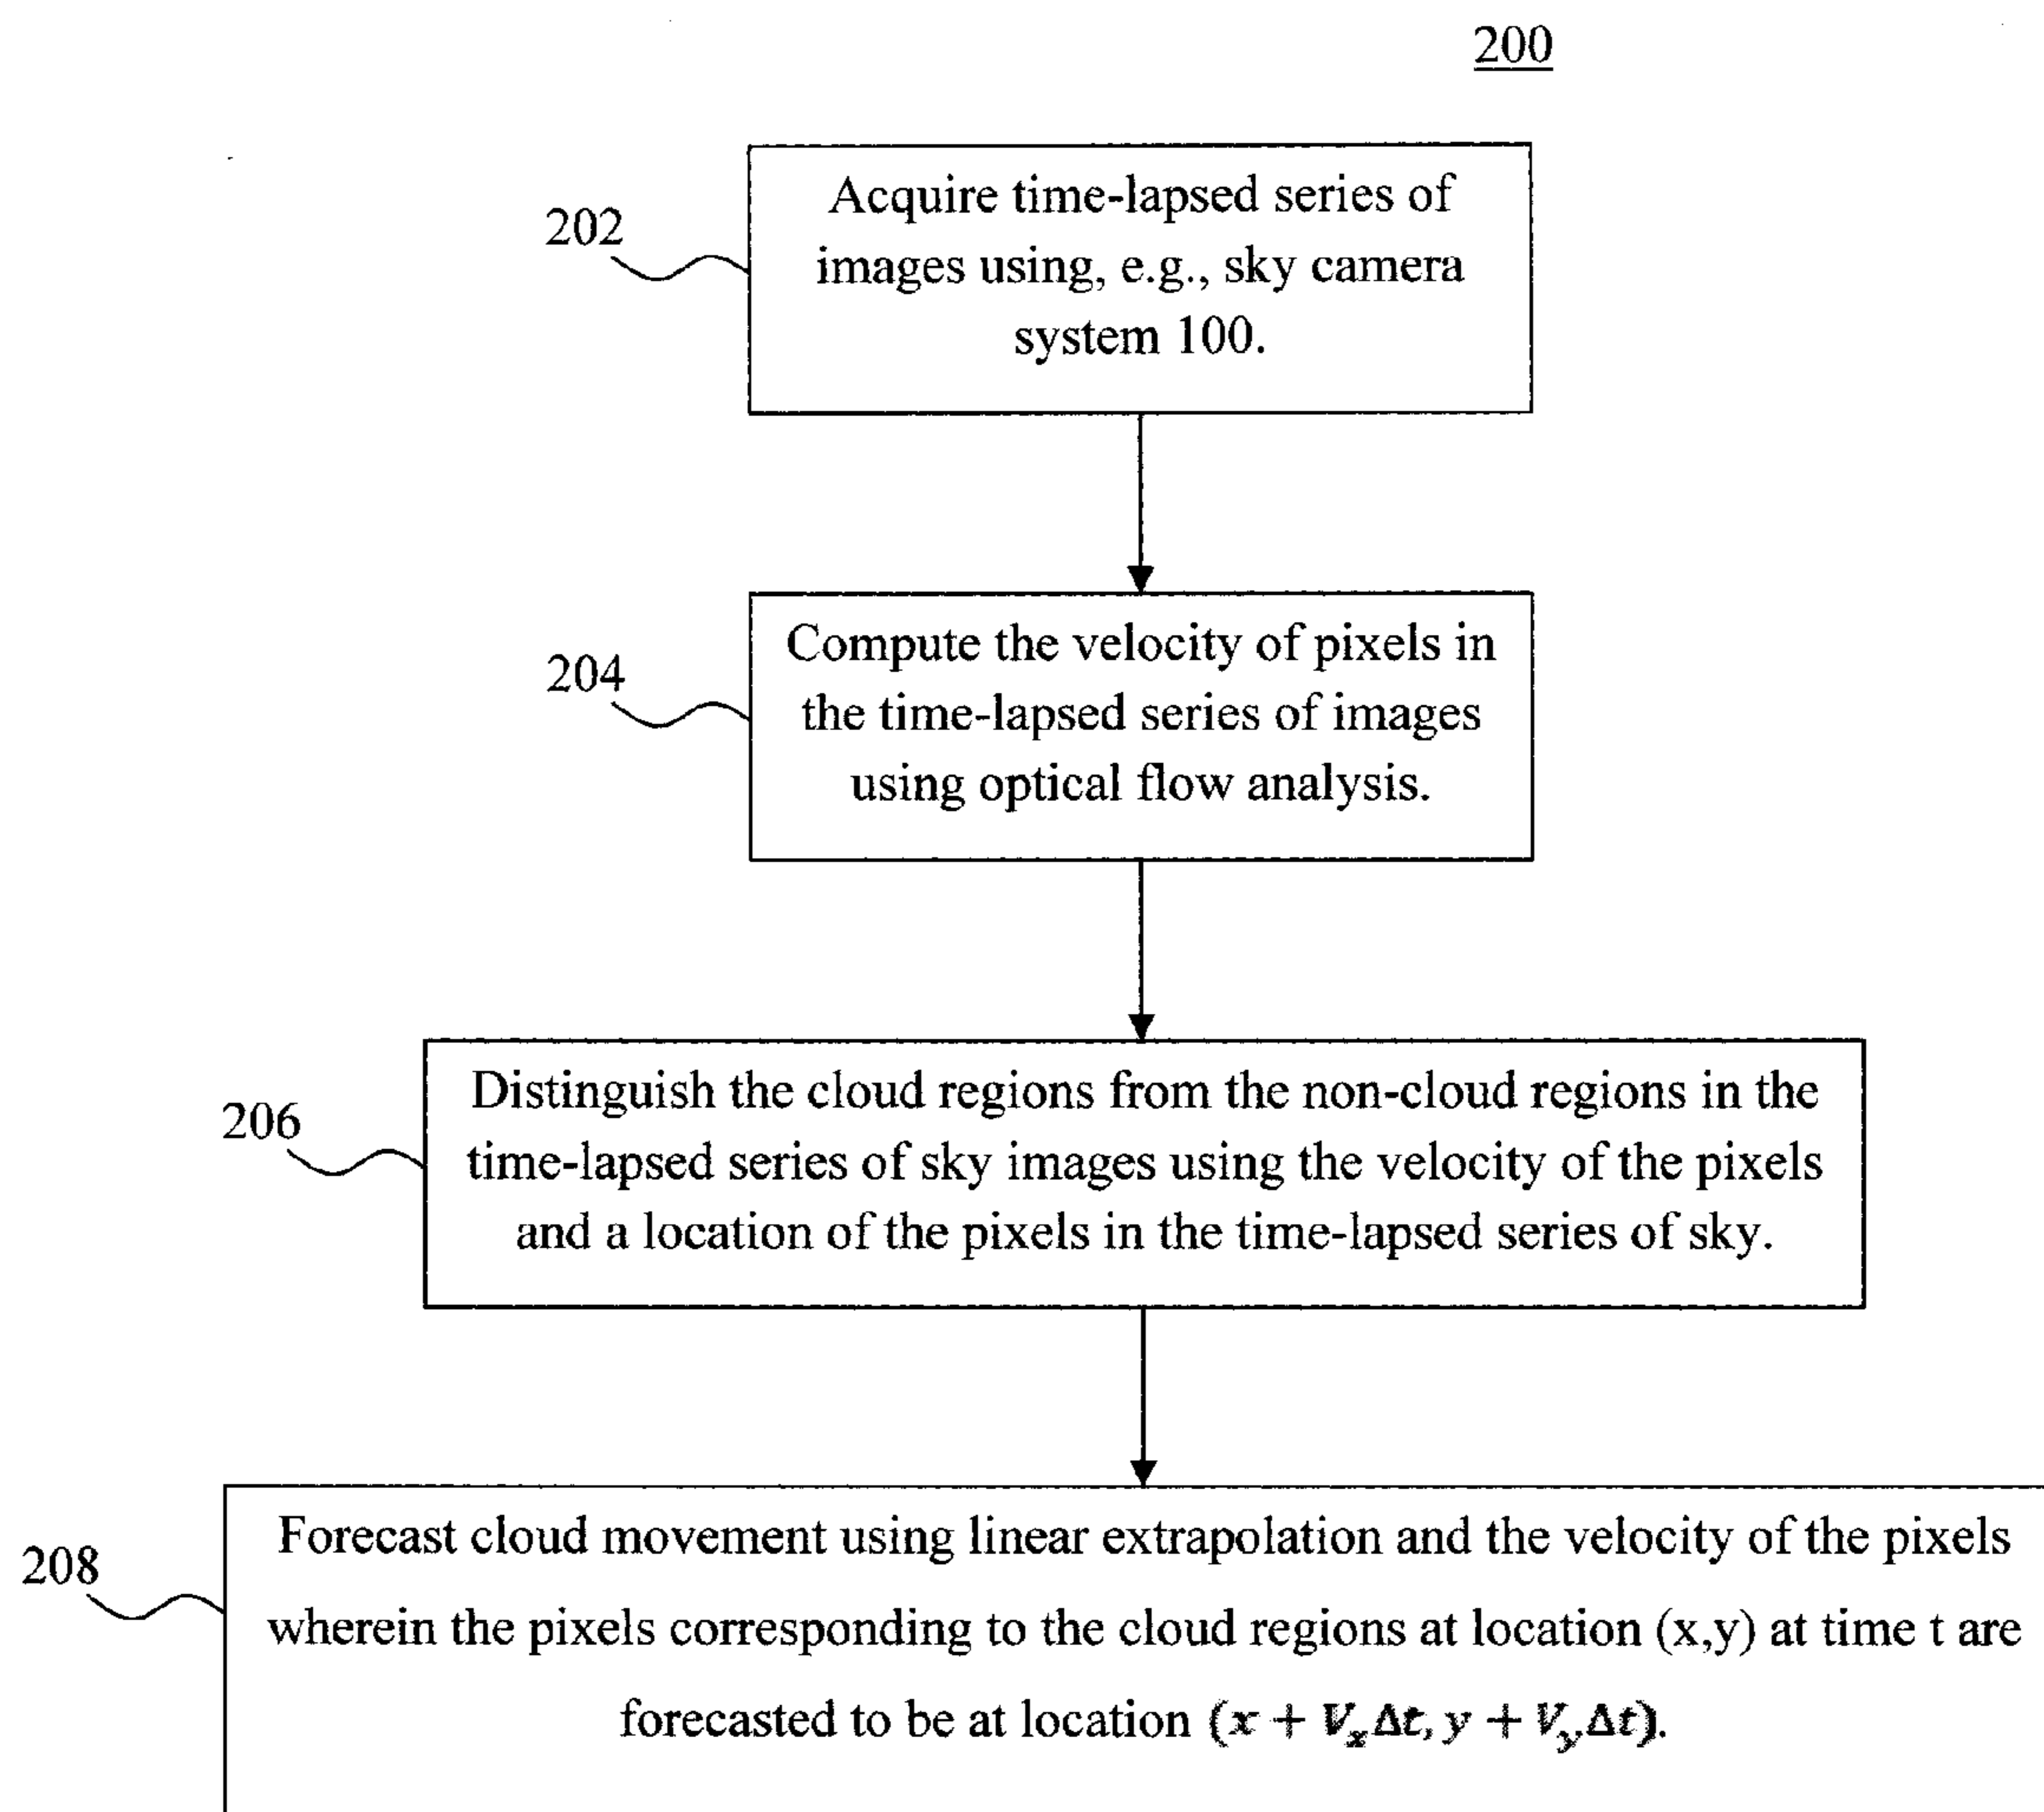 200
202
Acquire time-lapsed series of
images using, e.g., sky camera
system 100.
204
Compute the velocity of pixels in
the time-lapsed series of images
using optical flow analysis.
206
Distinguish the cloud regions from the non-cloud regions in the
time-lapsed series of sky images using the velocity of the pixels
and a location of the pixels in the time-lapsed series of sky.
208
Forecast cloud movement using linear extrapolation and the velocity of the pixels
wherein the pixels corresponding to the cloud regions at location (x,y) at time t are
forecasted to be at location (x + VₓΔt, y + V_yΔt).